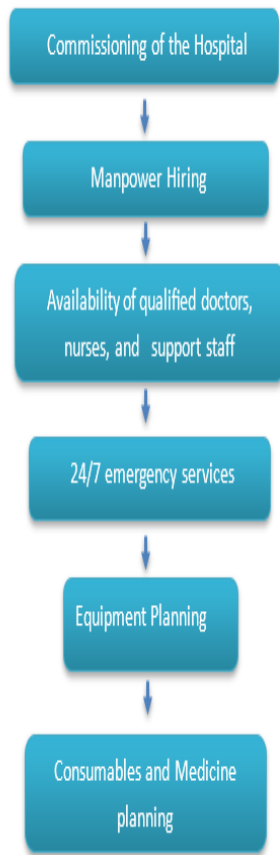 Commissioning of the Hospital
Manpower Hiring
Availability of qualified doctors,
nurses, and support staff
24/7 emergency services
Equipment Planning
Consumables and Medicine
planning